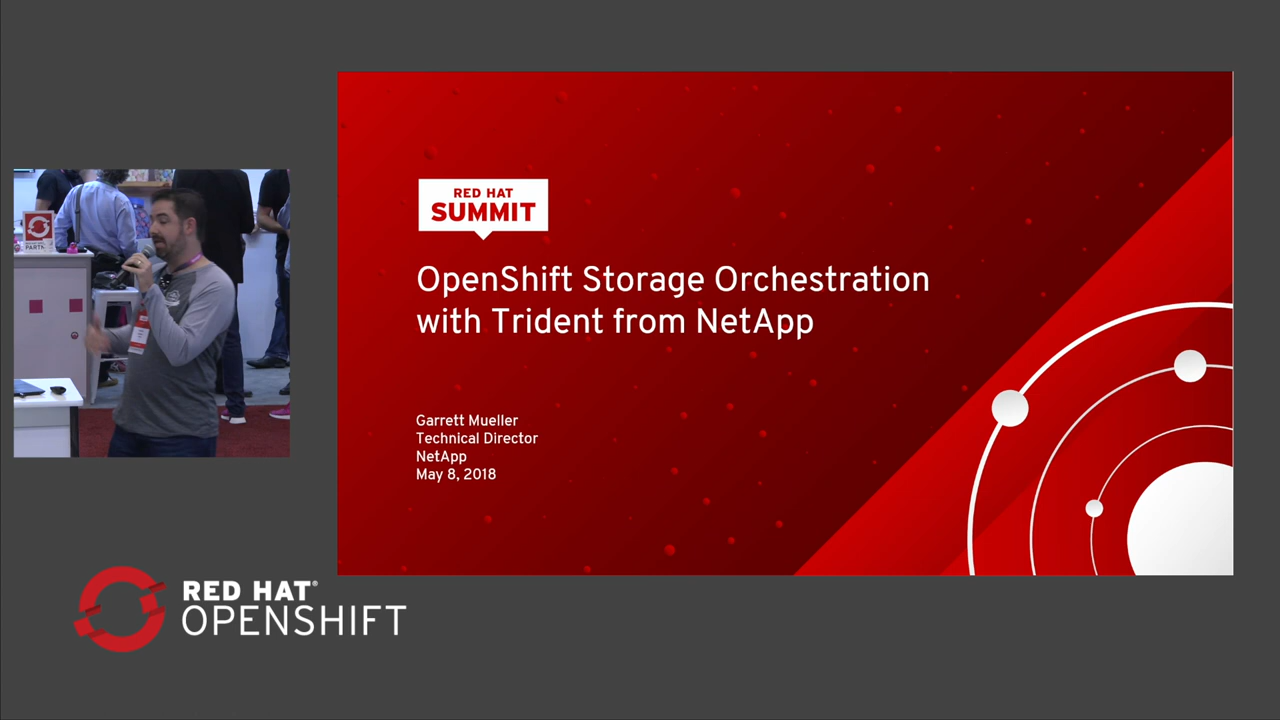 RED HAT
SUMMIT
OpenShift Storage Orchestration
with Trident from NetApp
Garrett Mueller
Technical Director
NetApp
May 8, 2018
PARTY
RED HAT®
OPENSHIFT